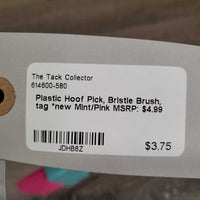 The Tack Collector
614600-580
Plastic Hoof Pick, Bristle Brush,
tag *new Mint/Pink MSRP: $4.99
JDHB6Z
$3.75